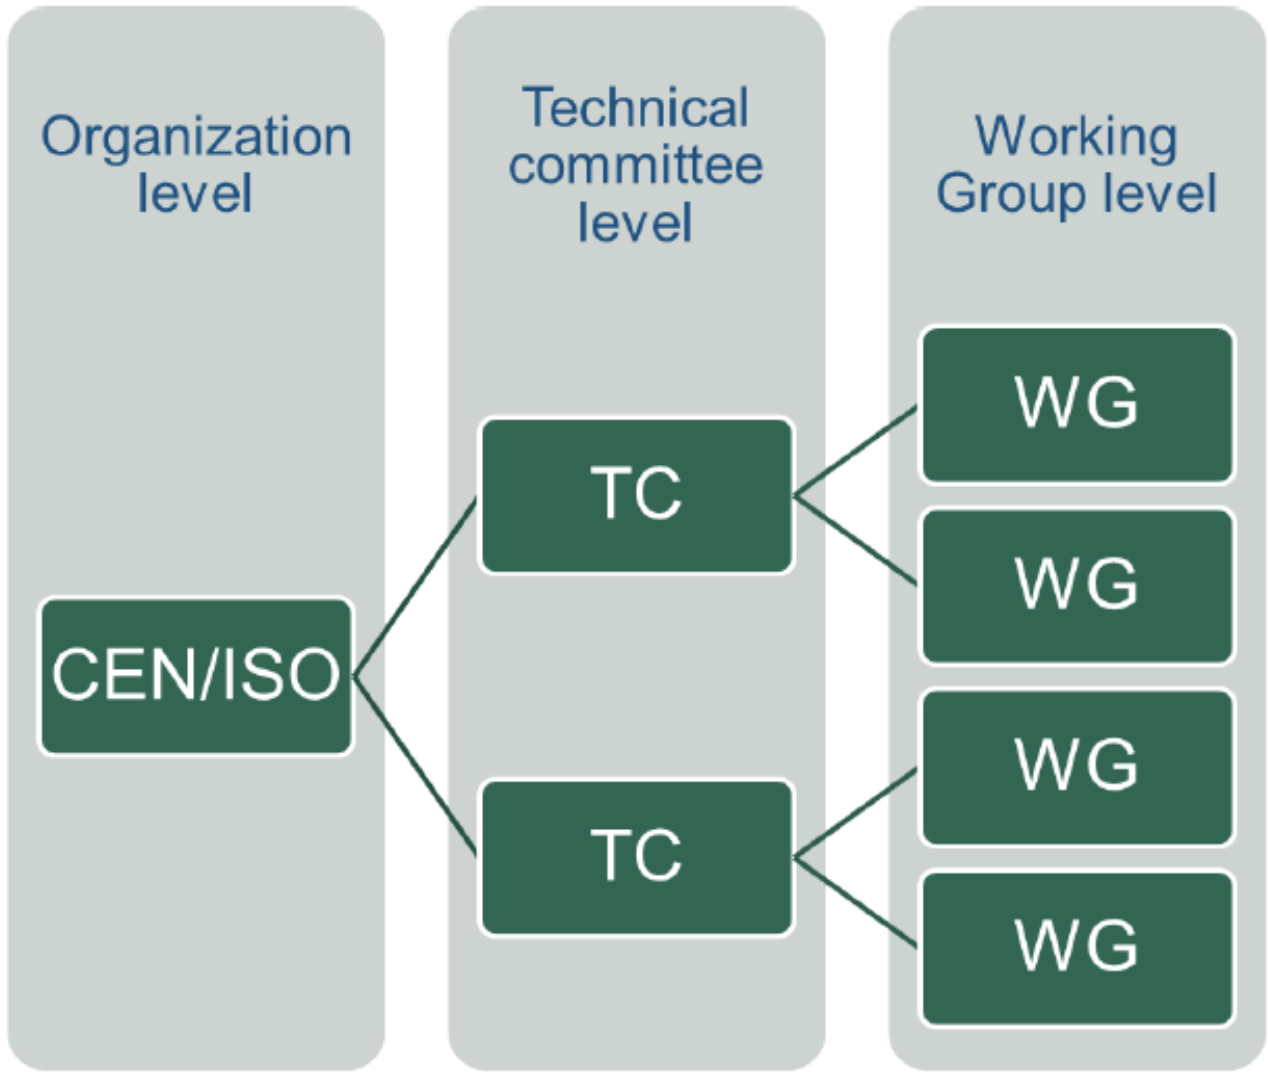 Organization
level
Technical
committee
level
Working
Group level
CEN/ISO
TC
TC
WG
WG
WG
WG